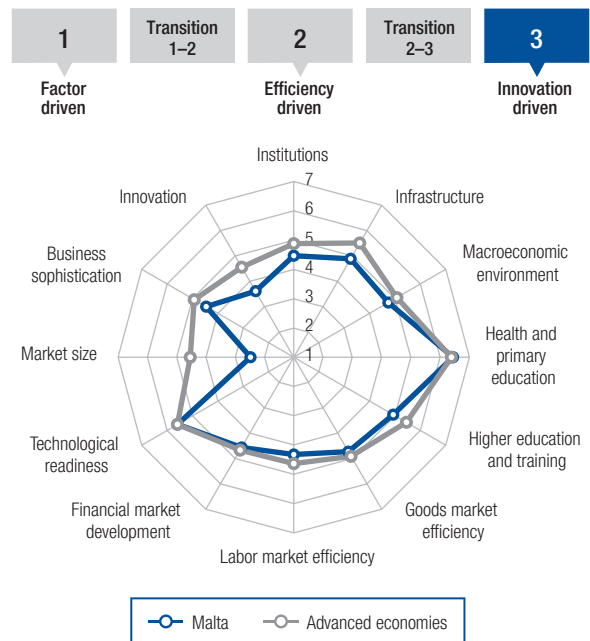 1
Transition
1–2
2
Transition
2–3
3
Factor
driven
Efficiency
driven
Innovation
driven
Institutions
Innovation
7
Infrastructure
6
Business
sophistication
5
Macroeconomic
environment
4
3
2
Market size
1
Health and
primary
education
Technological
readiness
Higher education
and training
Financial market
development
Goods market
efficiency
Labor market efficiency
Malta
Advanced economies